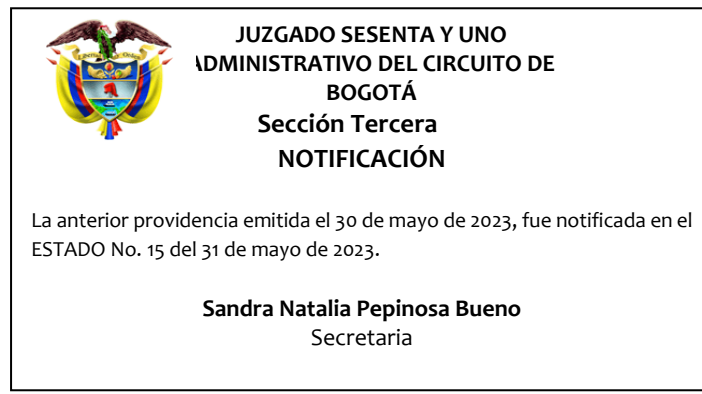 JUZGADO SESENTA Y UNO
ADMINISTRATIVO DEL CIRCUITO DE
BOGOTÁ
Sección Tercera
NOTIFICACIÓN
La anterior providencia emitida el 30 de mayo de 2023, fue notificada en el
ESTADO No. 15 del 31 de mayo de 2023.
Sandra Natalia Pepinosa Bueno
Secretaria